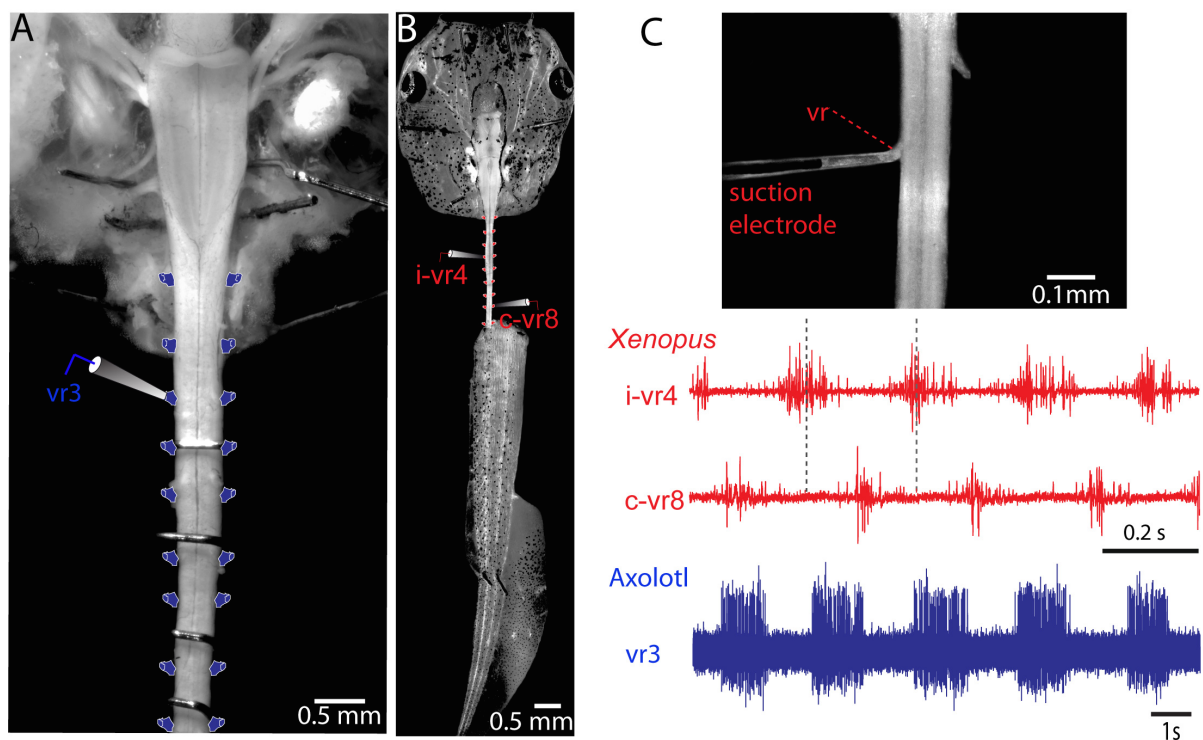 A
vr3
0.5 mm
B
i-vr4
c-vr8
0.5 mm
C
vr
suction
electrode
0.1mm
Xenopus
i-vr4
c-vr8
0.2 s
Axolotl
vr3
1s